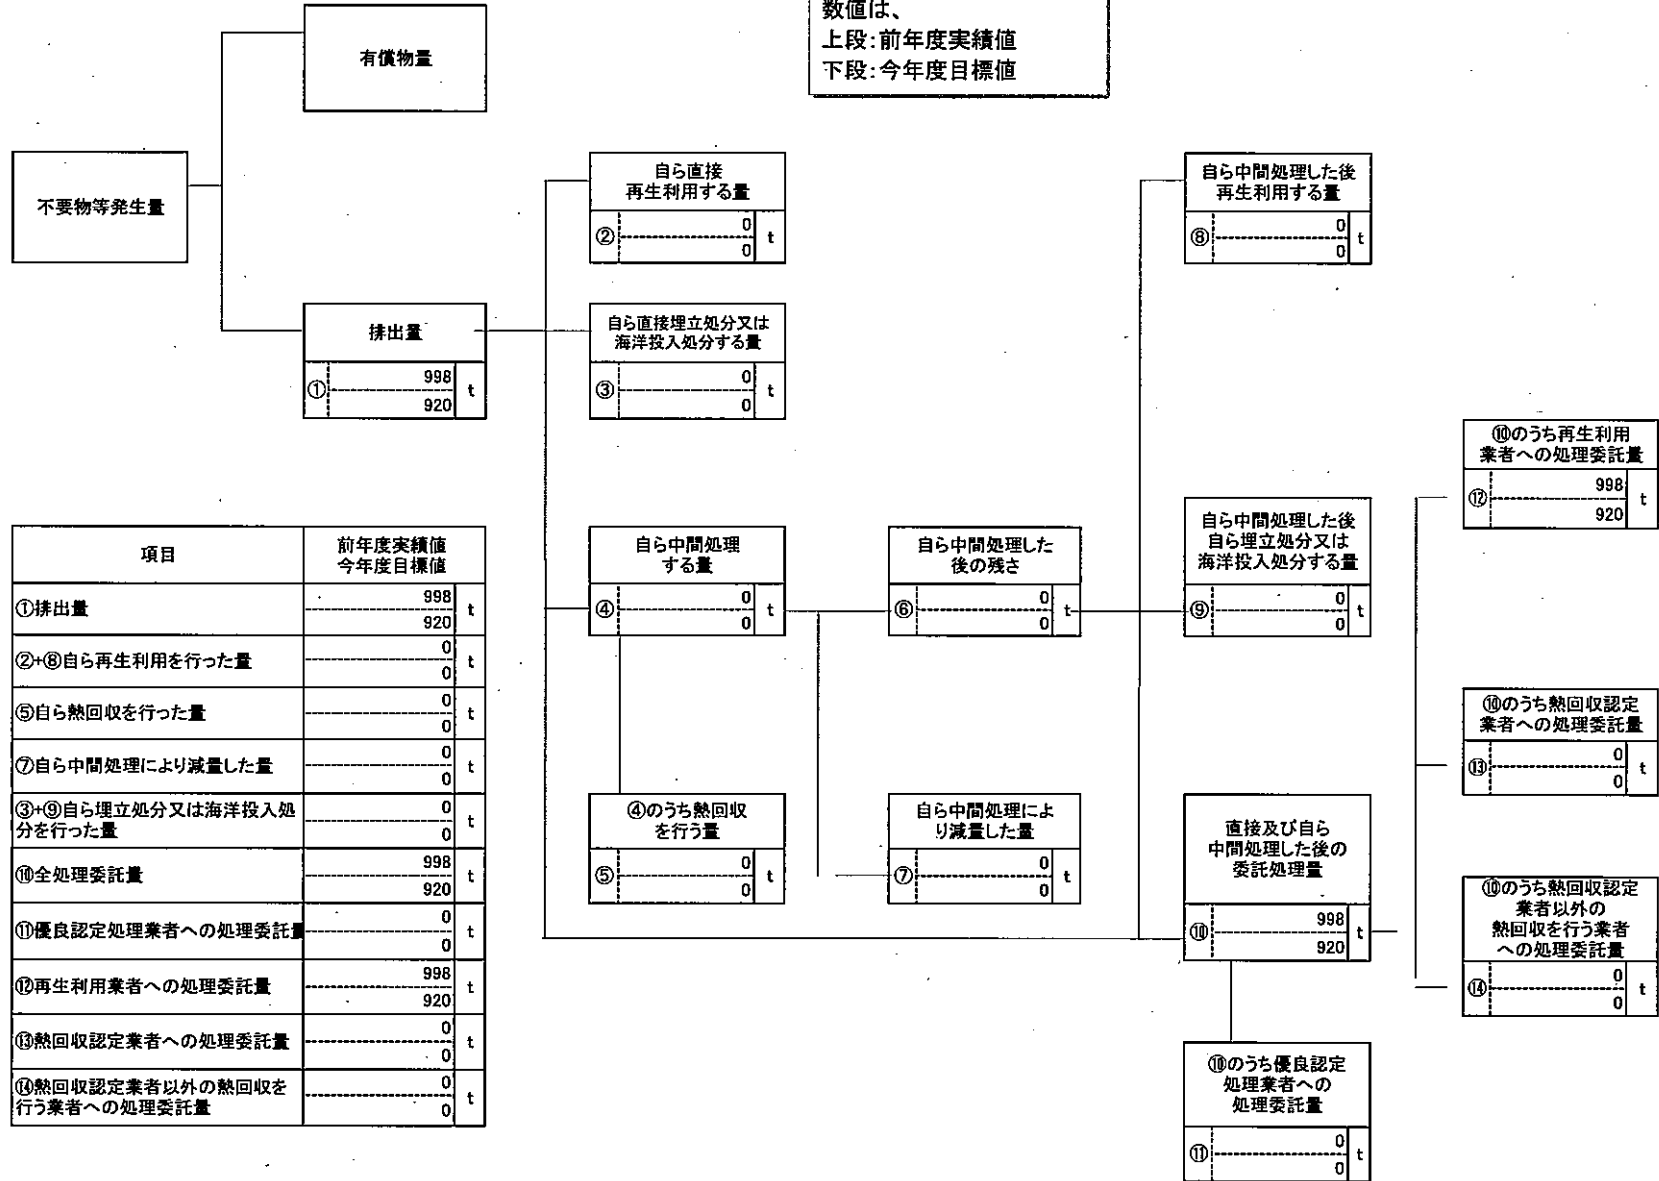 数値は、
上段:前年度実績値
下段:今年度目標値
有償物量
不要物等発生量
排出量
①
998
920
t
自ら直接
再生利用する量
②
0
0
t
自ら直接埋立処分又は
海洋投入処分する量
③
0
0
t
自ら中間処理
する量
④
0
0
t
④のうち熱回収
を行う量
⑤
0
0
t
自ら中間処理した
後の残さ
⑥
0
0
t
自ら中間処理によ
り減量した量
⑦
0
0
t
自ら中間処理した後
再生利用する量
⑧
0
0
t
自ら中間処理した後
自ら埋立処分又は
海洋投入処分する量
⑨
0
0
t
直接及び自ら
中間処理した後の
委託処理量
⑩
998
920
t
⑩のうち優良認定
処理業者への
処理委託量
⑪
0
0
t
⑩のうち再生利用
業者への処理委託量
⑫
998
920
t
⑩のうち熱回収認定
業者への処理委託量
⑬
0
0
t
⑩のうち熱回収認定
業者以外の
熱回収を行う業者
への処理委託量
⑭
0
0
t
項目
前年度実績値
今年度目標値
①排出量
998
920
t
②+⑧自ら再生利用を行った量
0
0
t
⑤自ら熱回収を行った量
0
0
t
⑦自ら中間処理により減量した量
0
0
t
③+⑨自ら埋立処分又は海洋投入処
分を行った量
0
0
t
⑩全処理委託量
998
920
t
⑪優良認定処理業者への処理委託量
0
0
t
⑫再生利用業者への処理委託量
998
920
t
⑬熱回収認定業者への処理委託量
0
0
t
⑭熱回収認定業者以外の熱回収を
行う業者への処理委託量
0
0
t